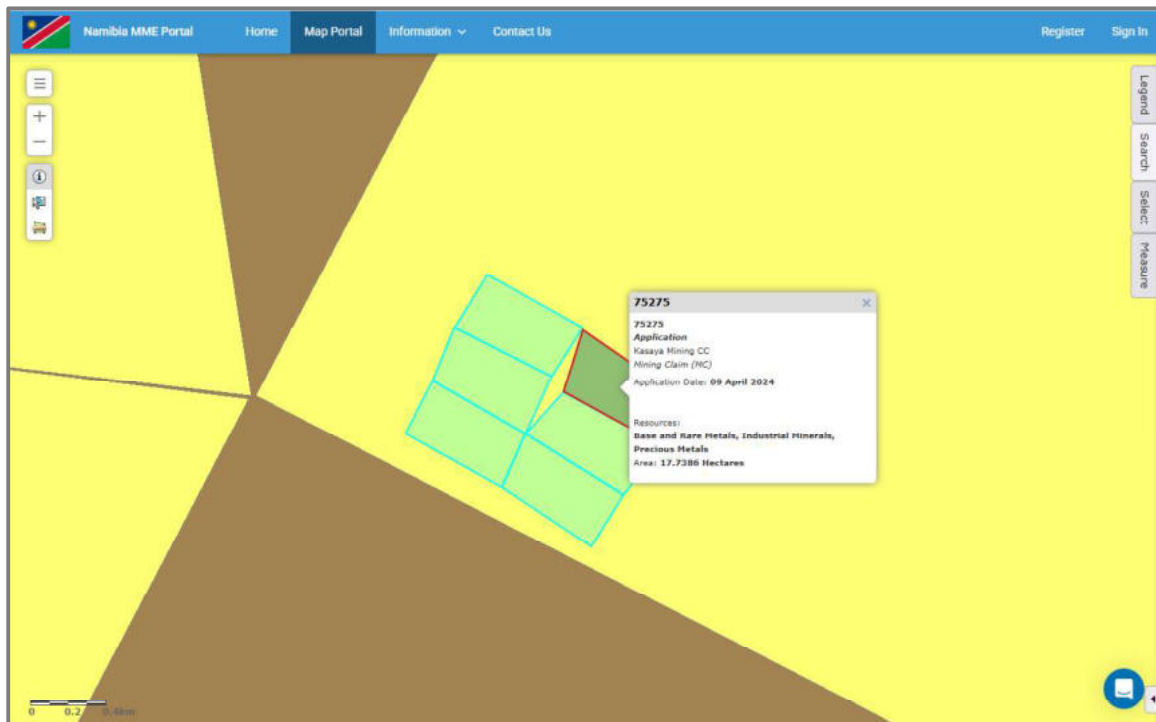 Namibia MME Portal Home Map Portal Information Contact Us Register Sign In
Legend
Search
Select
Measure
75275
75275
Application
Kasaya Mining CC
Mining Claim (MC)
Application Date: 09 April 2024
Resources:
Base and Rare Metals, Industrial Minerals,
Precious Metals
Area: 17.7386 Hectares
0 0.2 0.4km